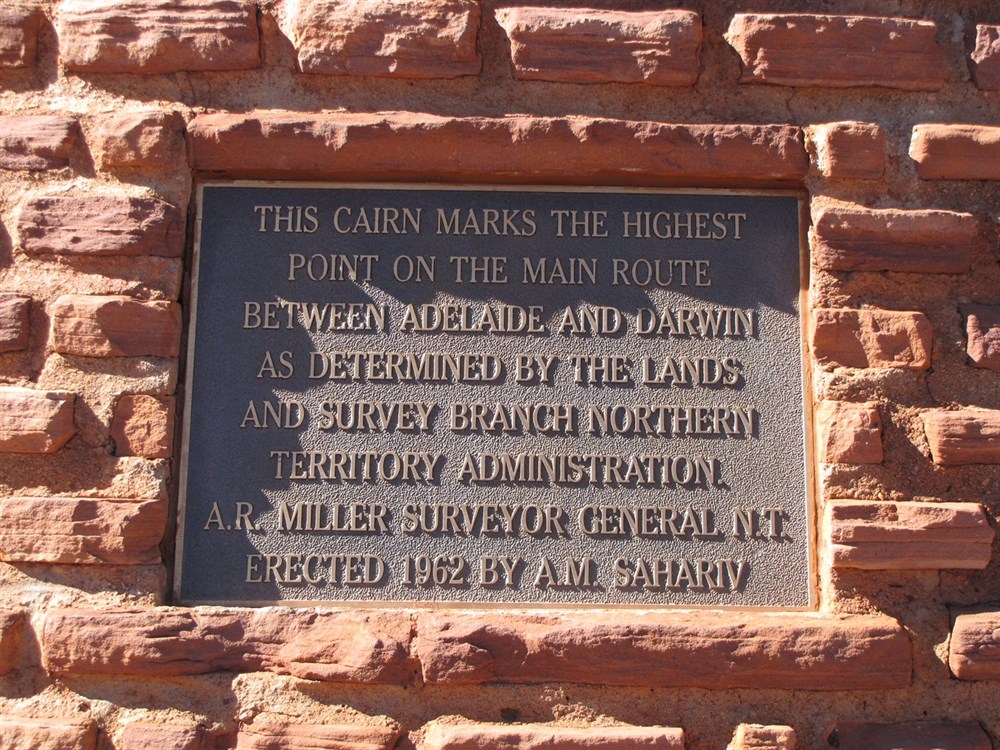 THIS CAIRN MARKS THE HIGHEST
POINT ON THE MAIN ROUTE
BETWEEN ADELAIDE AND DARWIN
AS DETERMINED BY THE LANDS
AND SURVEY BRANCH NORTHERN
TERRITORY ADMINISTRATION.
A.R. MILLER SURVEYOR GENERAL N.T.
ERECTED 1962 BY A.M. SAHARIV